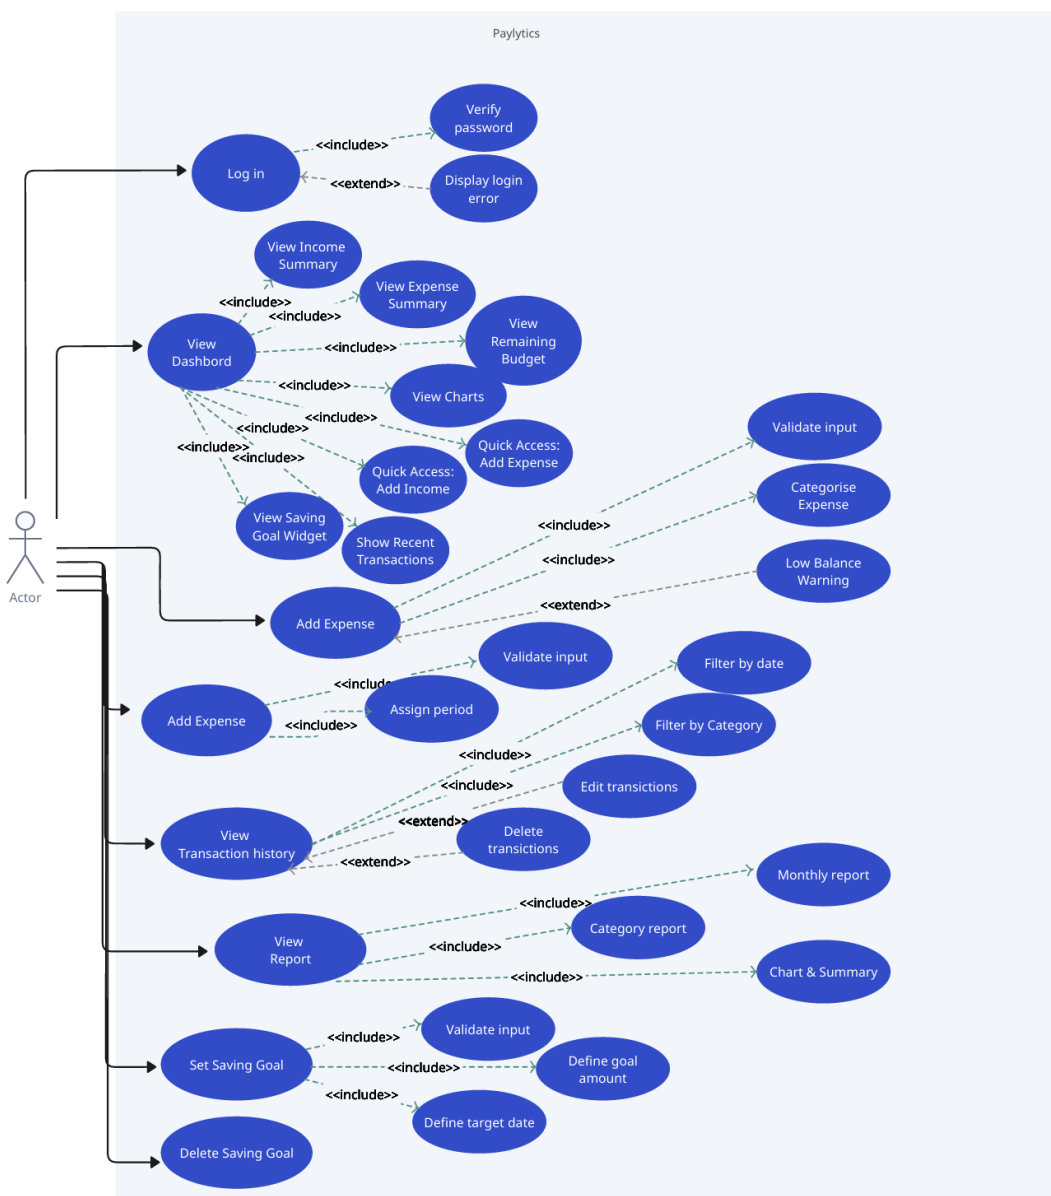 Paylytics
Verify
password
<<include>>
Log in
<<extend>>
Display login
error
View Income
Summary
View Expense
Summary
<<include>>
<<include>>
View
Remaining
Budget
View
Dashbord
<<include>>
<<include>>
View Charts
<<include>>
<<include>>
<<include>>
<<include>>
Quick Access:
Add Expense
Quick Access:
Add Income
View Saving
Goal Widget
Show Recent
Transactions
Validate input
Categorise
Expense
<<include>>
<<include>>
Low Balance
Warning
<<extend>>
Actor
Add Expense
Validate input
<<include
Assign period
Add Expense
<<include>>
Filter by date
Filter by Category
<<include>>
<<include>>
Edit transictions
<<extend>>
Delete
transictions
View
Transaction history
<<extend>>
Monthly report
<<include>>
Category report
View
Report
<<include>>
<<include>>
Chart & Summary
Validate input
<<include>>
Set Saving Goal
<<include>>
Define goal
amount
<<include>>
Define target date
Delete Saving Goal